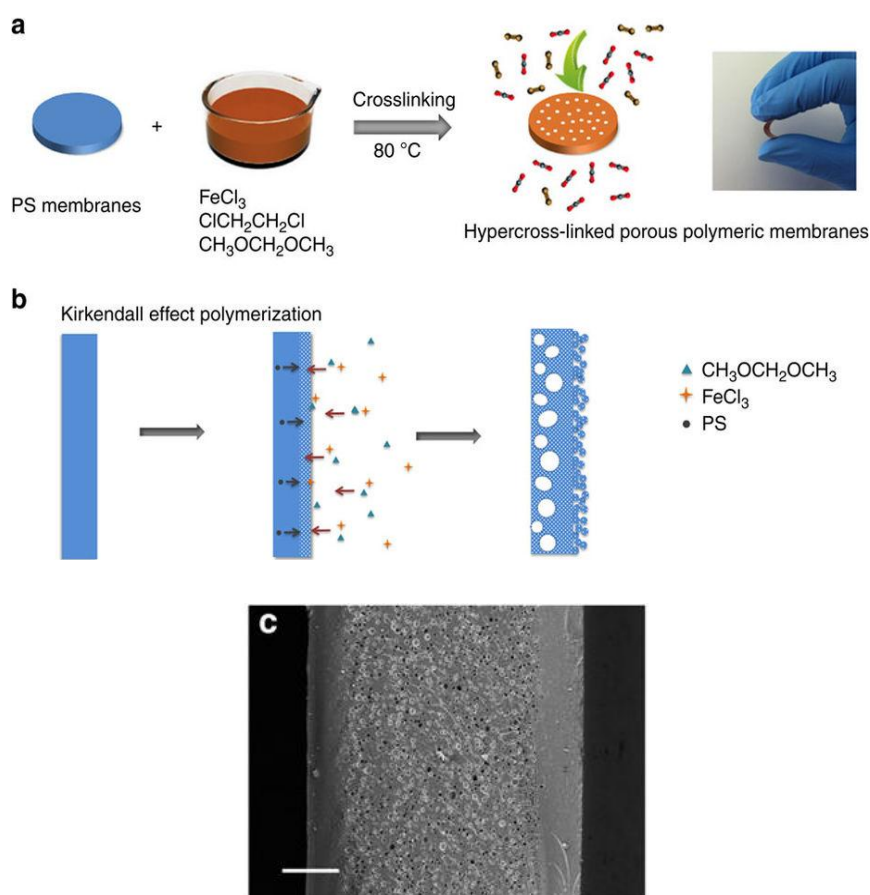 a
PS membranes
+
FeCl₃
ClCH₂CH₂Cl
CH₃OCH₂OCH₃
Crosslinking
80 °C
Hypercross-linked porous polymeric membranes
b
Kirkendall effect polymerization
CH₃OCH₂OCH₃
FeCl₃
PS
c